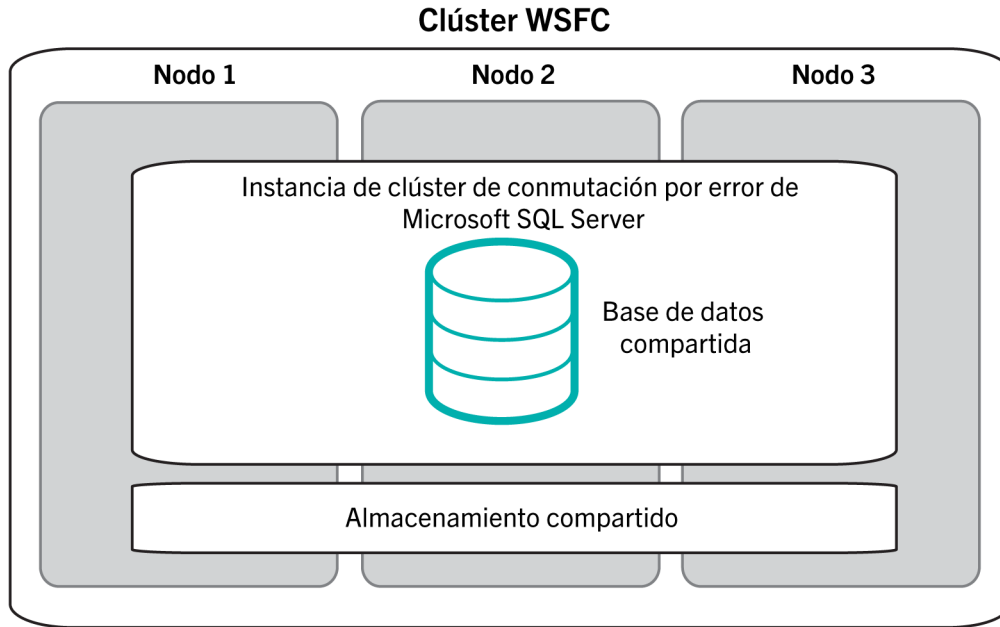 Clúster WSFC
Nodo 1
Nodo 2
Nodo 3
Instancia de clúster de conmutación por error de
Microsoft SQL Server
Base de datos
compartida
Almacenamiento compartido